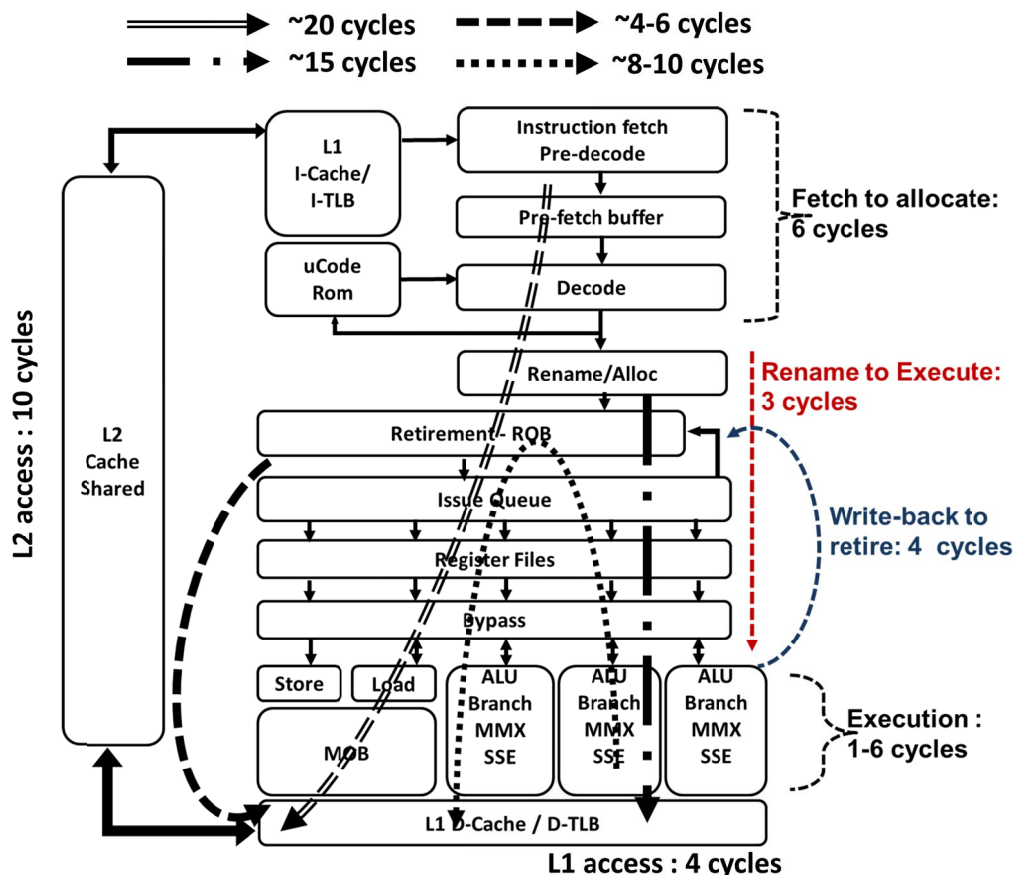 ~20 cycles
~4-6 cycles
~15 cycles
~8-10 cycles
L1
I-Cache/
I-TLB
Instruction fetch
Pre-decode
Pre-fetch buffer
Fetch to allocate:
6 cycles
uCode
Rom
Decode
L2 access : 10 cycles
L2
Cache
Shared
Rename/Alloc
Rename to Execute:
3 cycles
Retirement - ROB
Issue Queue
Write-back to
retire: 4 cycles
Register Files
Bypass
Store
Load
MOB
ALU
Branch
MMX
SSE
ALU
Branch
MMX
SSE
ALU
Branch
MMX
SSE
Execution :
1-6 cycles
L1 D-Cache / D-TLB
L1 access : 4 cycles